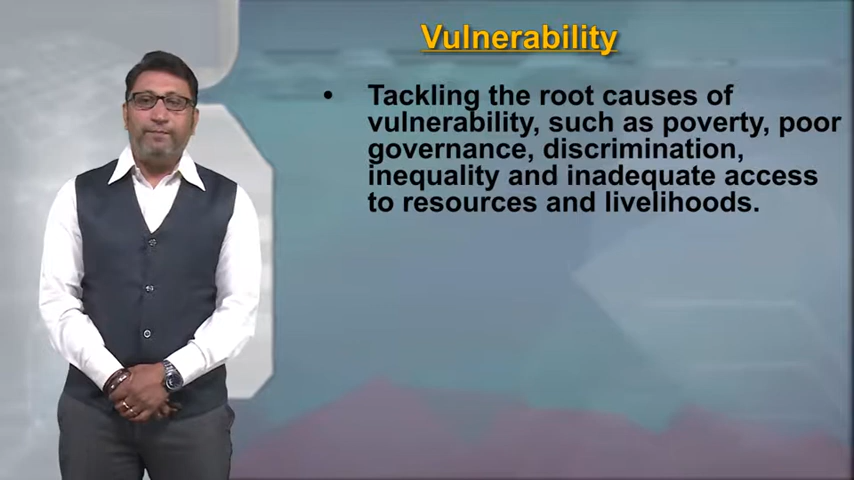 Vulnerability
• Tackling the root causes of
vulnerability, such as poverty, poor
governance, discrimination,
inequality and inadequate access
to resources and livelihoods.